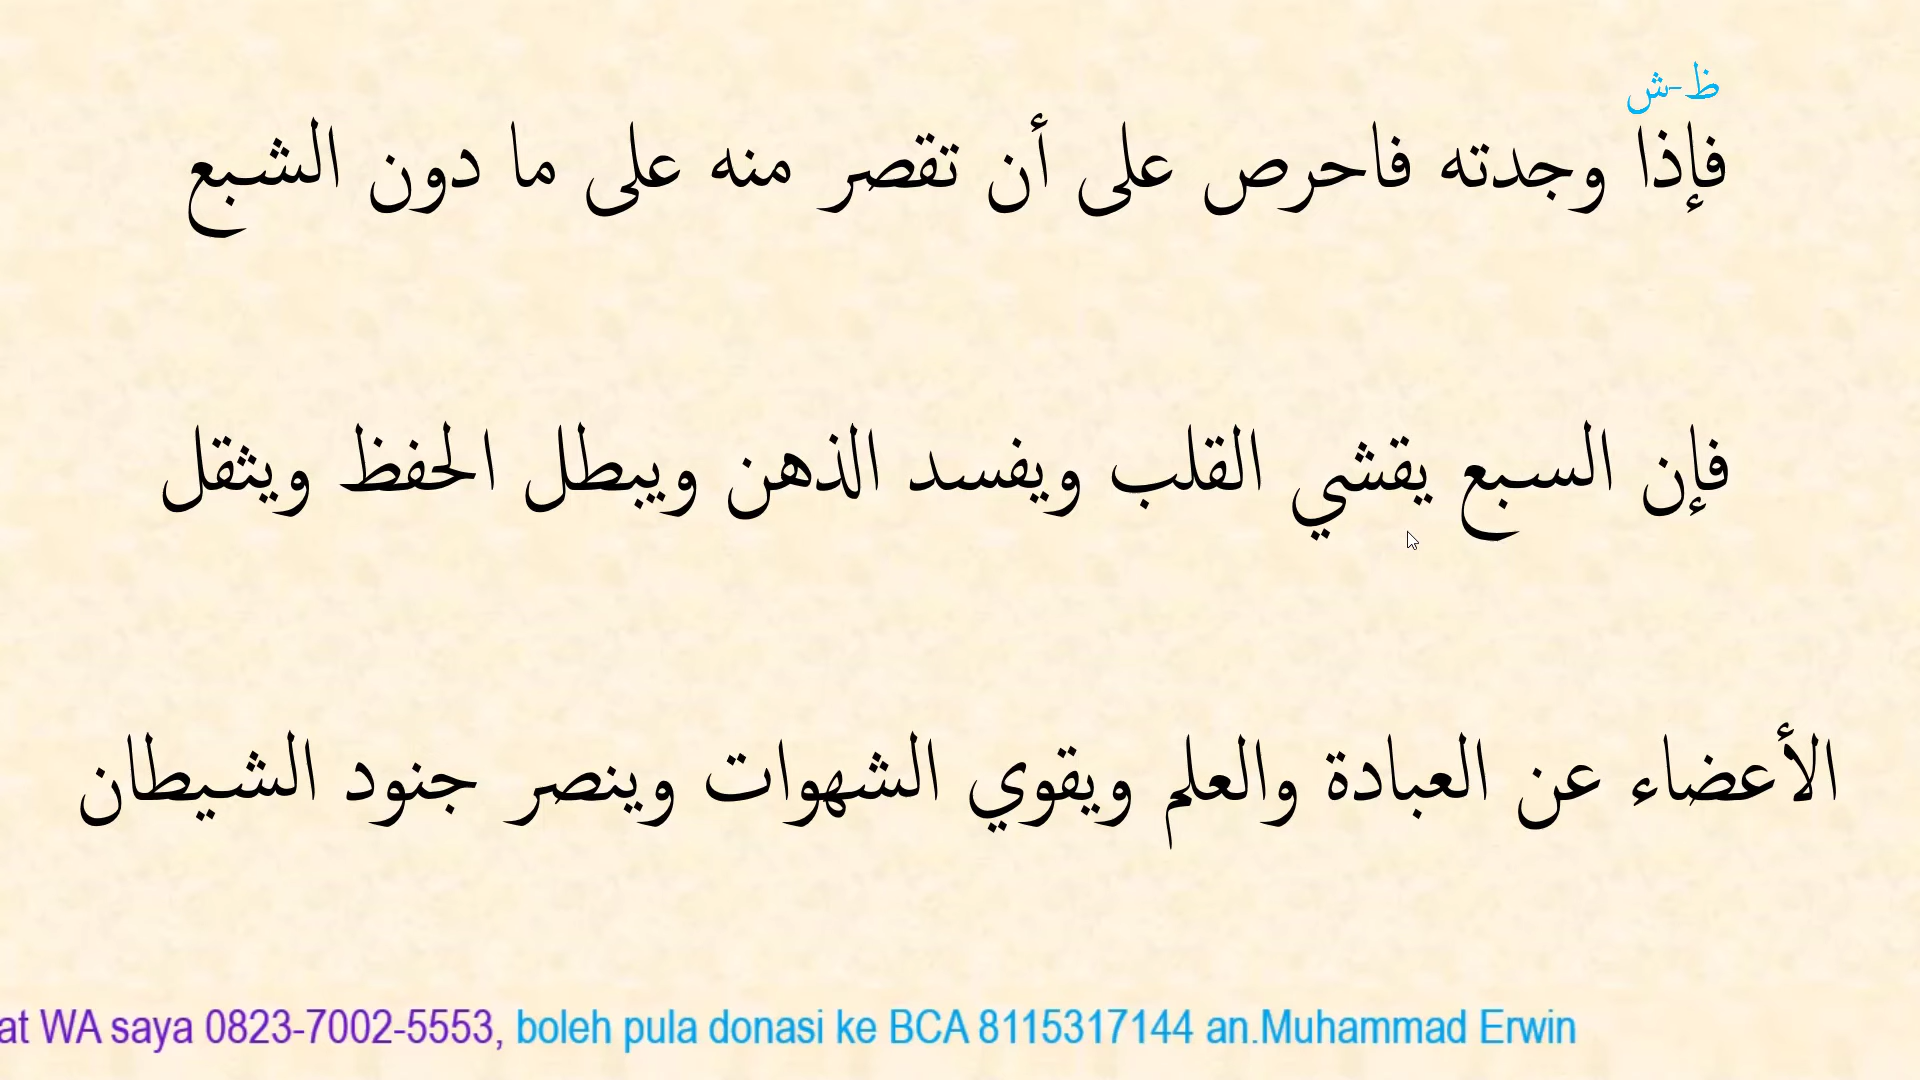 ظ-ش
فإذا وجدته فاحرص على أن تقصر منه على ما دون الشبع
فإن السبع يقشي القلب ويفسد الذهن ويبطل الحفظ ويثقل
الأعضاء عن العبادة والعلم ويقوي الشهوات وينصر جنود الشيطان
at WA saya 0823-7002-5553, boleh pula donasi ke BCA 8115317144 an.Muhammad Erwin